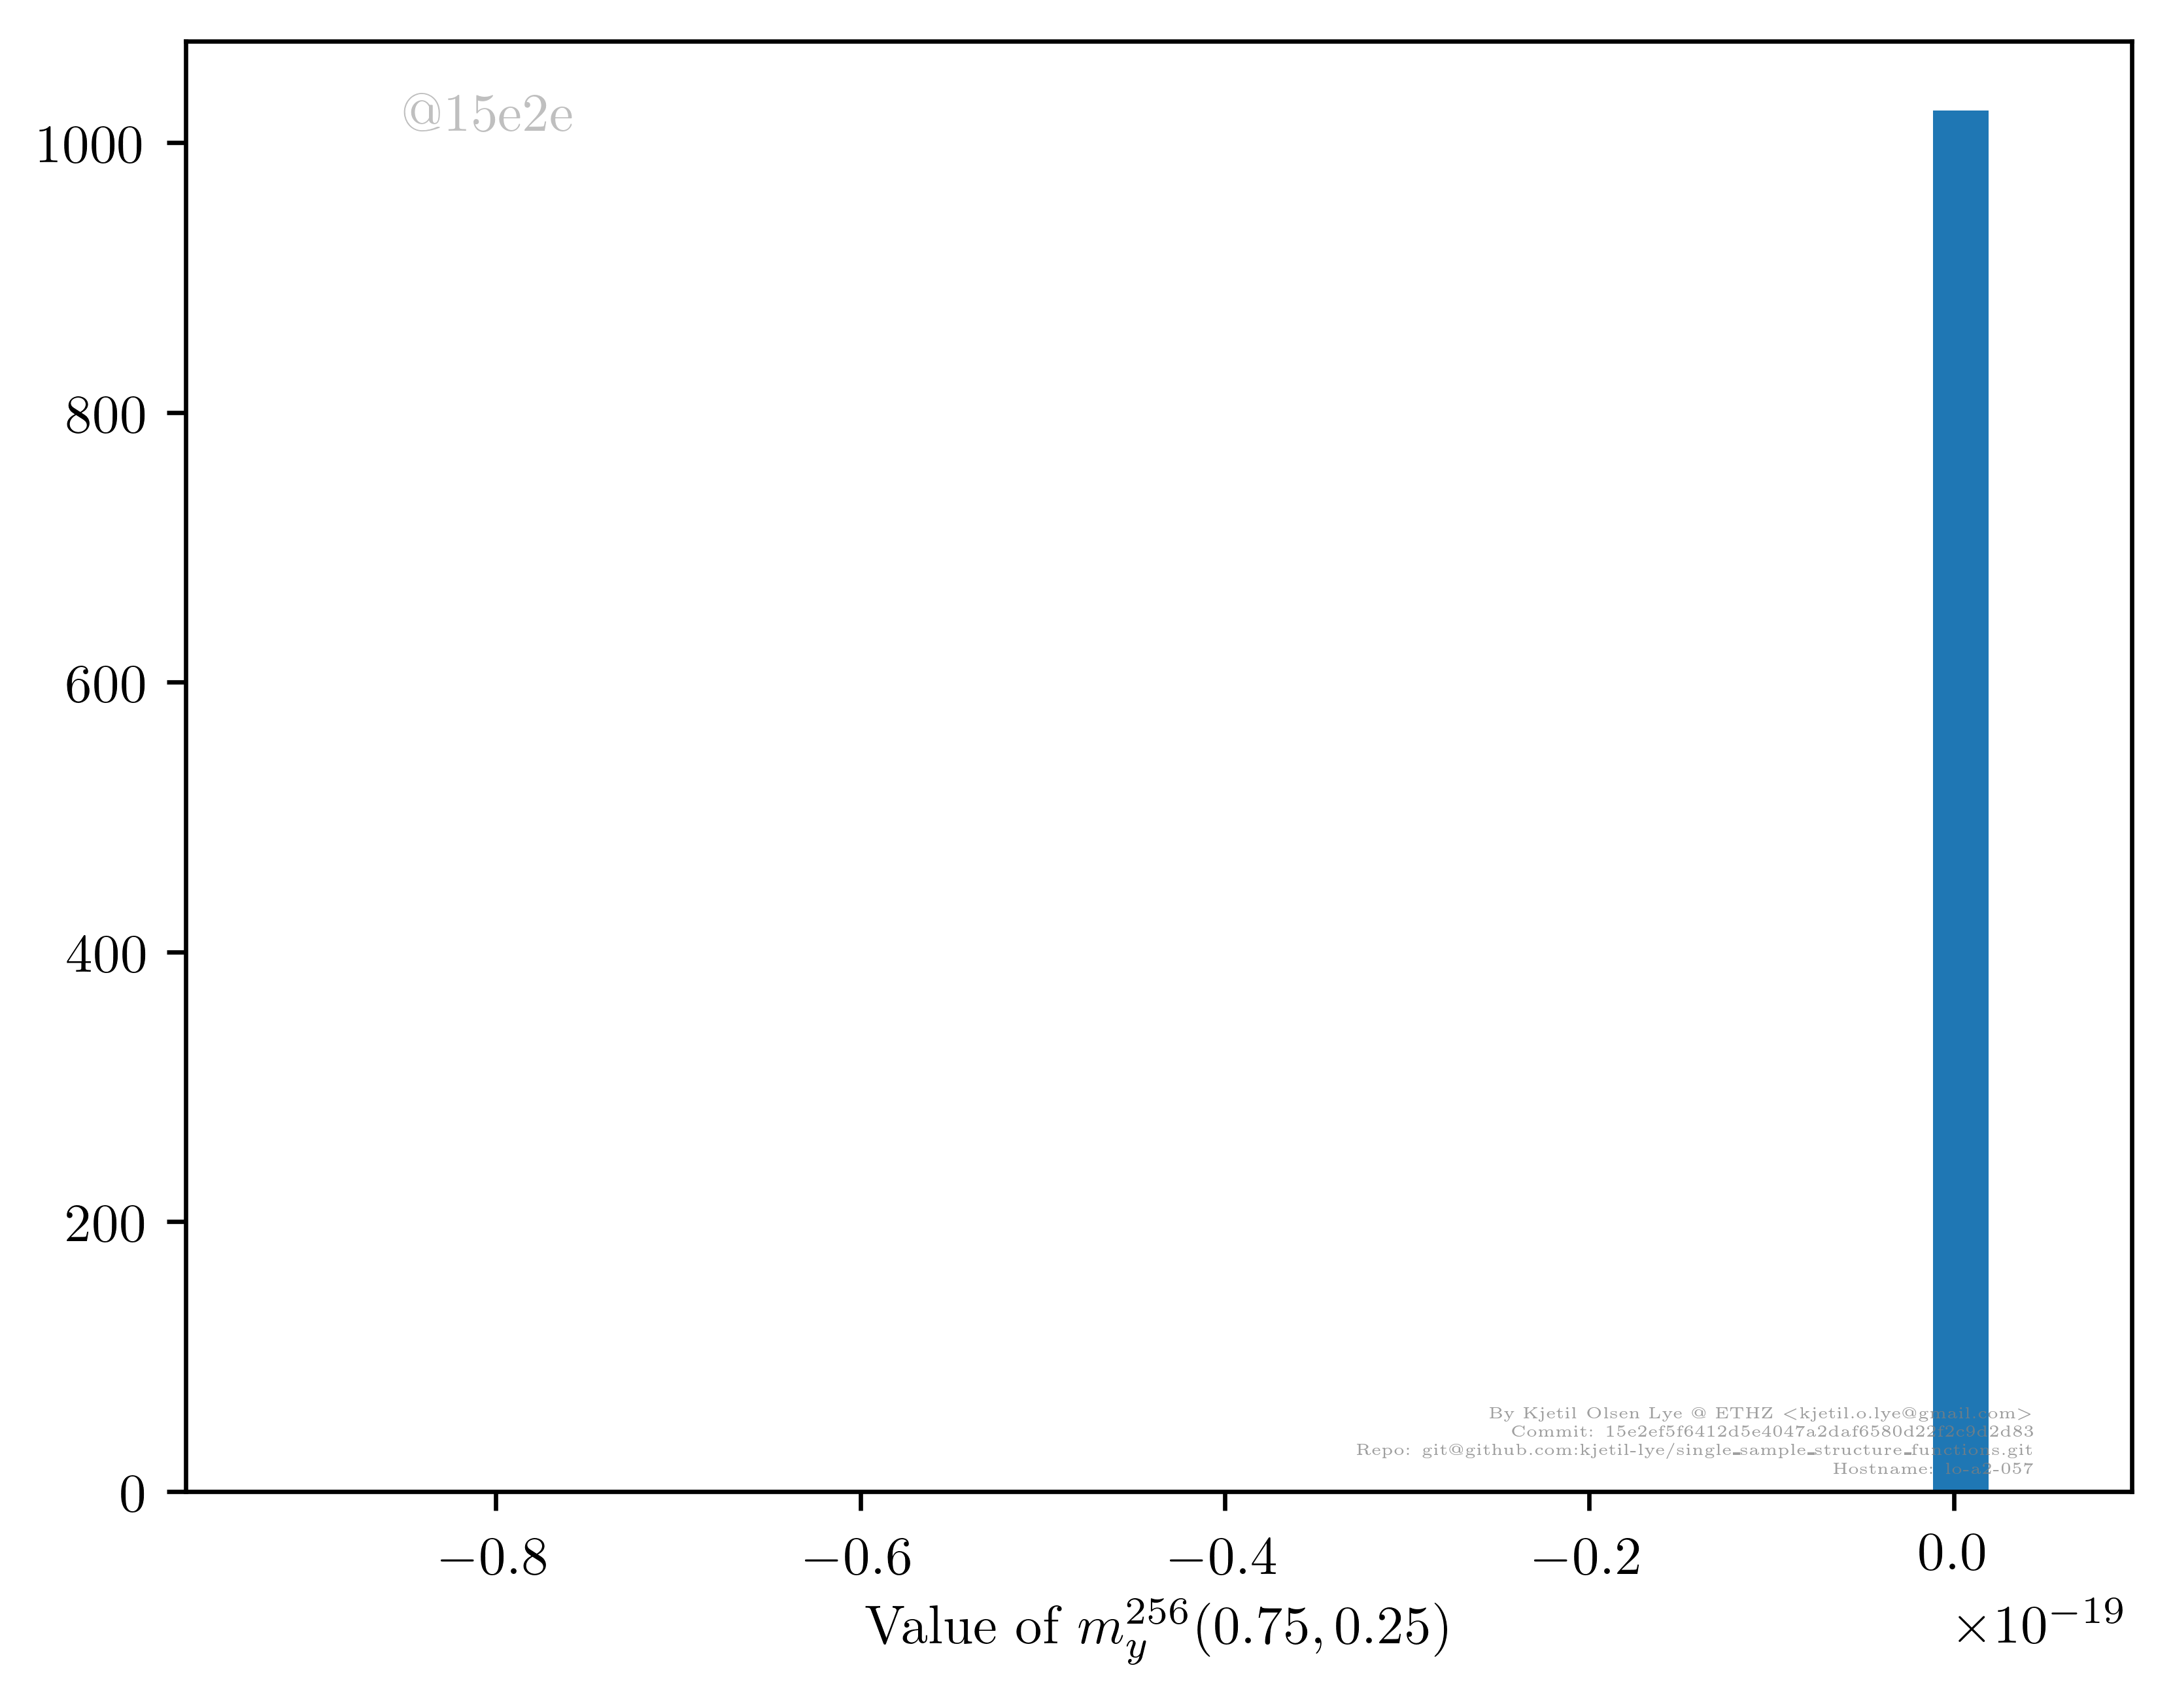 @15e2e
1000
800
600
400
200
0
By Kjetil Olsen Lye @ ETHZ <kjetil.o.lye@gmail.com>
Commit: 15e2ef5f6412d5e4047a2daf6580d22f2c9d2d83
Repo: git@github.com:kjetil-lye/single_sample_structure_functions.git
Hostname: lo-a2-057
−0.8 −0.6 −0.4 −0.2 0.0
×10⁻¹⁹
Value of $m_y^{256}(0.75, 0.25)$